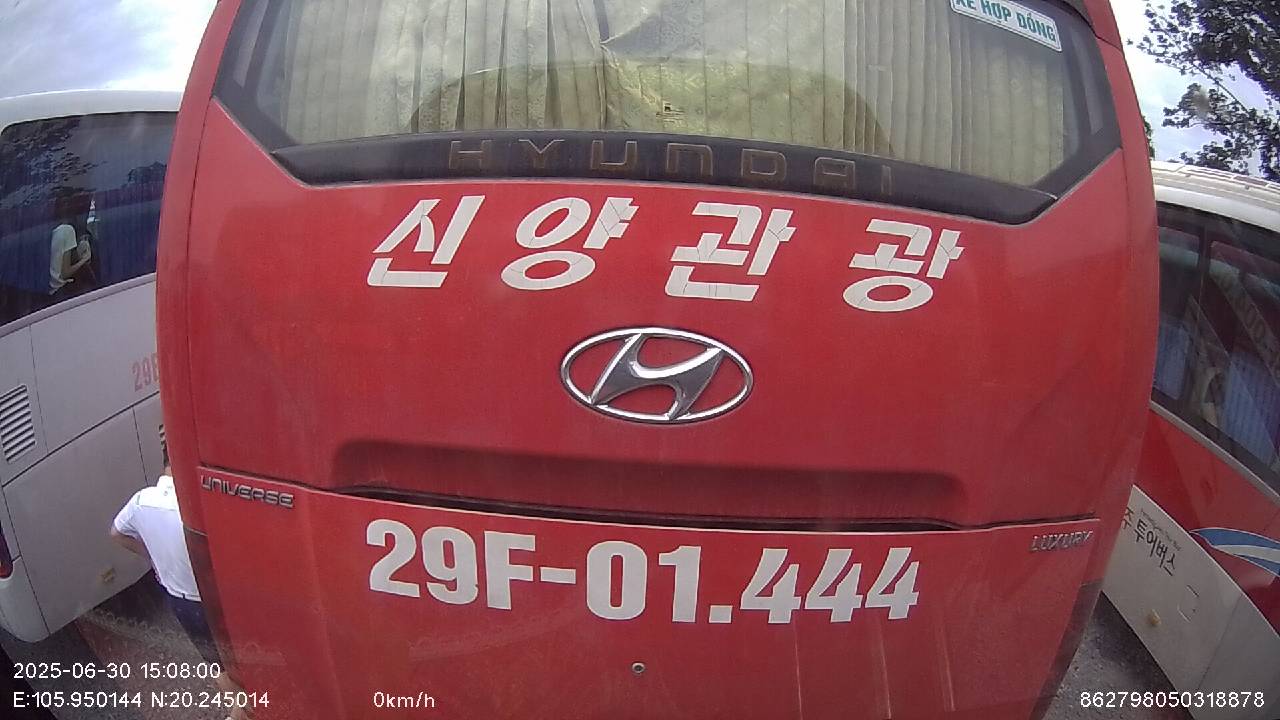 XE HỢP ĐỒNG
HYUNDAI
신양관광
29F
UNIVERSE
LUXURY
29F-01.444
투어버스
2025-06-30 15:08:00
E:105.950144 N:20.245014
0km/h
862798050318878